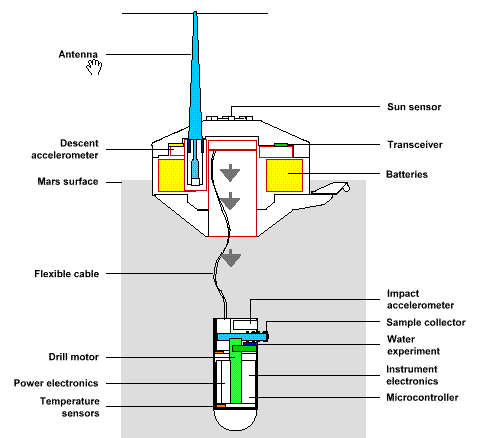 Antenna
Sun sensor
Descent
accelerometer
Transceiver
Mars surface
Batteries
Flexible cable
Impact
accelerometer
Sample collector
Drill motor
Water
experiment
Power electronics
Instrument
electronics
Temperature
sensors
Microcontroller